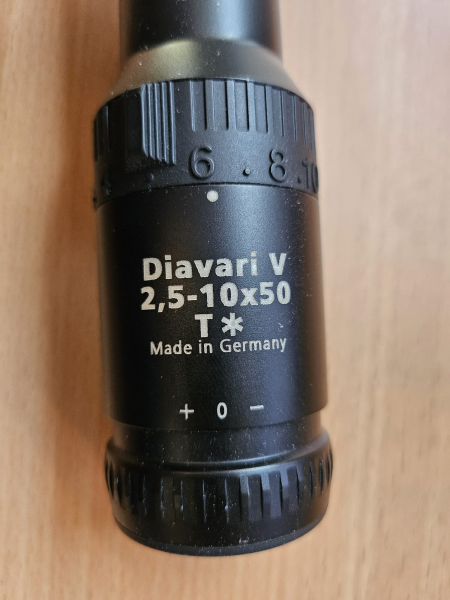 6 . 8 . 10
Diavari V
2,5-10x50
T*
Made in Germany
+ 0 −